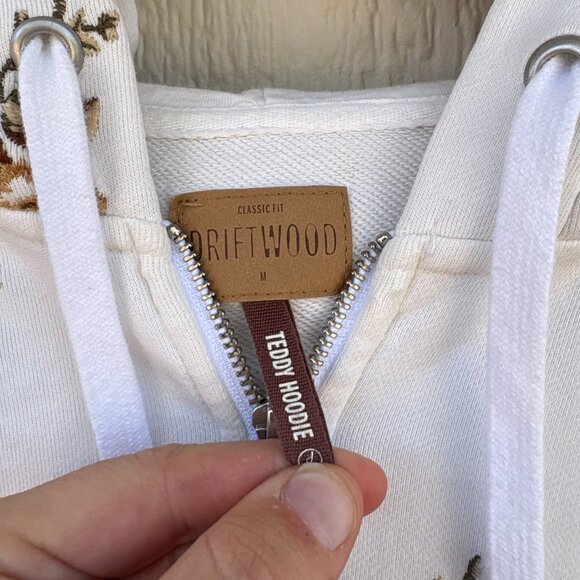 CLASSIC FIT
DRIFTWOOD
M
TEDDY HOODIE